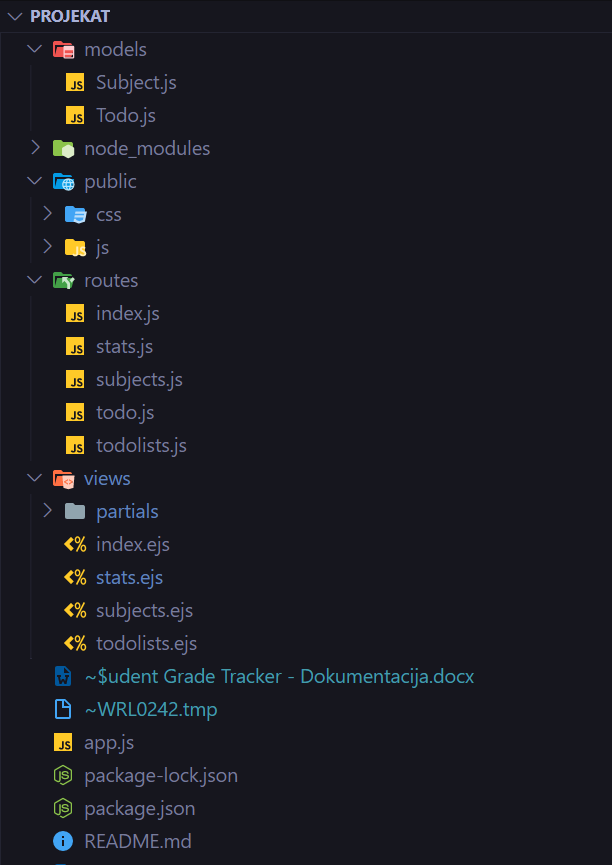 PROJEKAT
models
Subject.js
Todo.js
node_modules
public
css
js
routes
index.js
stats.js
subjects.js
todo.js
todolists.js
views
partials
index.ejs
stats.ejs
subjects.ejs
todolists.ejs
~$udent Grade Tracker - Dokumentacija.docx
~WRL0242.tmp
app.js
package-lock.json
package.json
README.md